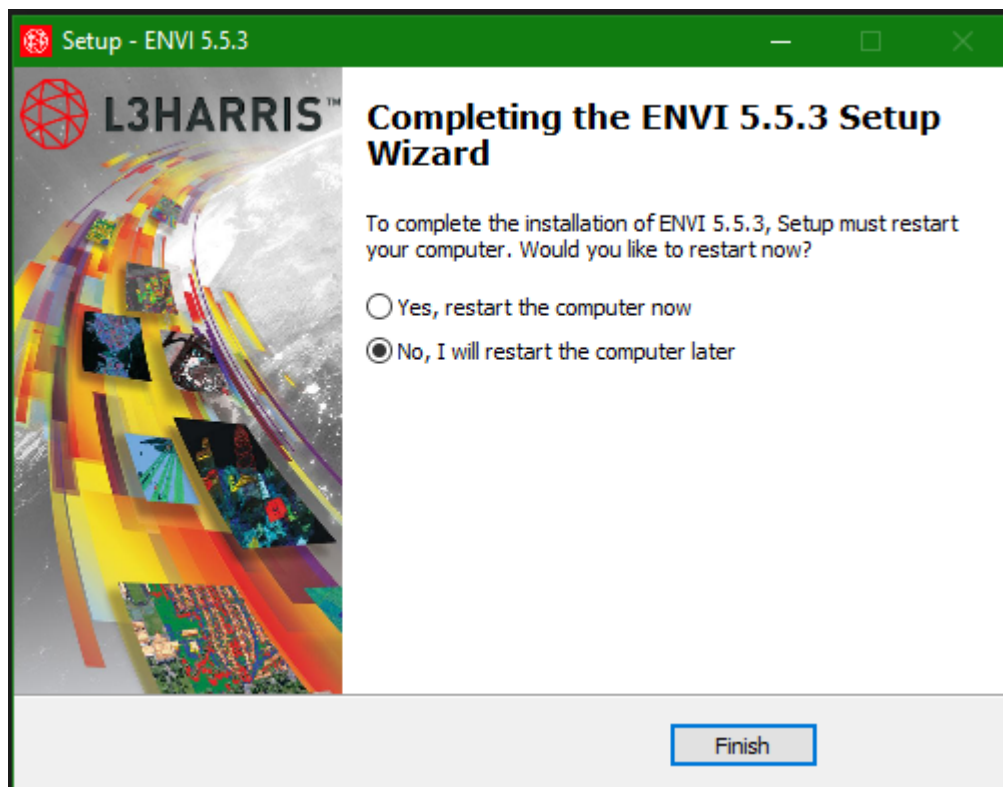 Setup - ENVI 5.5.3
L3HARRIS™
Completing the ENVI 5.5.3 Setup
Wizard
To complete the installation of ENVI 5.5.3, Setup must restart
your computer. Would you like to restart now?
Yes, restart the computer now
No, I will restart the computer later
Finish